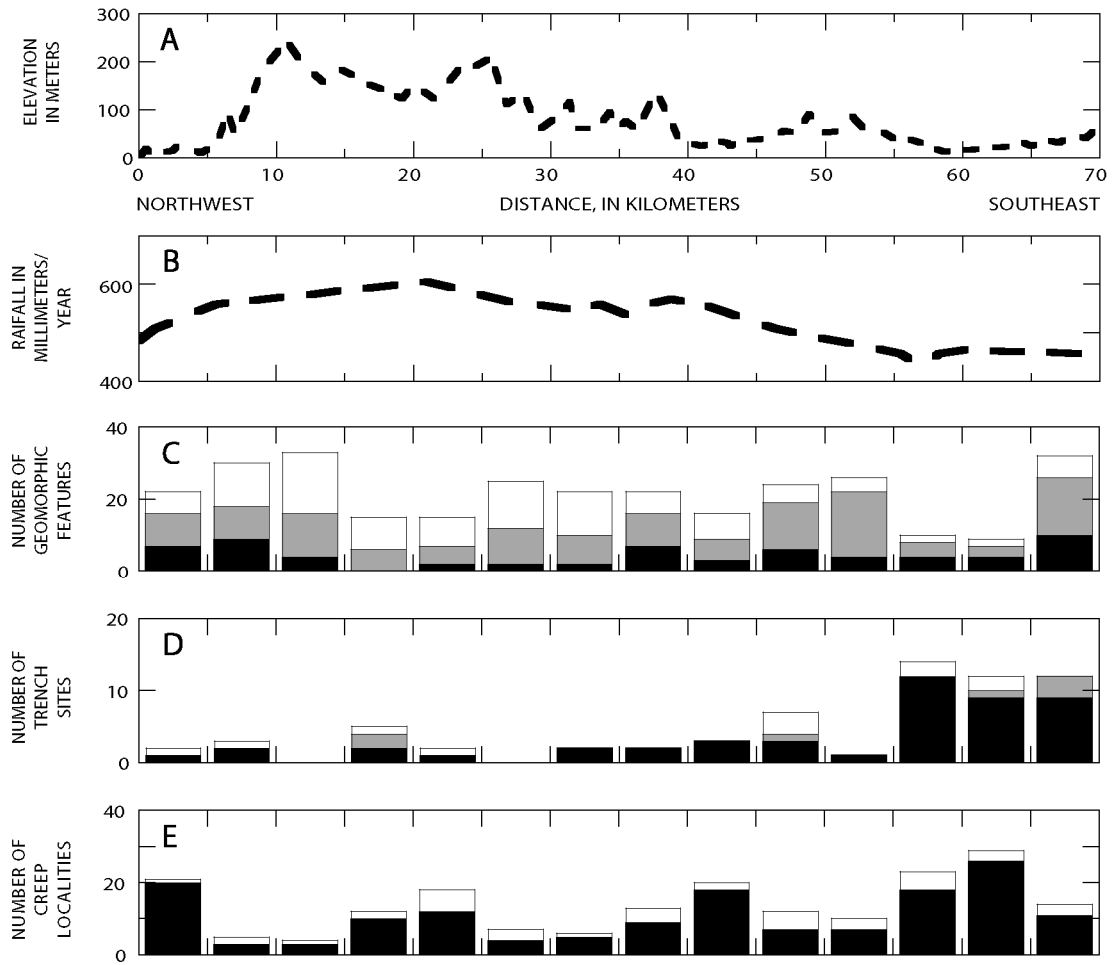 A
ELEVATION
IN METERS
300
200
100
0
0 10 20 30 40 50 60 70
NORTHWEST DISTANCE, IN KILOMETERS SOUTHEAST
B
RAIFALL IN
MILLIMETERS/
YEAR
600
400
C
NUMBER OF
GEOMORPHIC
FEATURES
40
20
0
D
NUMBER OF
TRENCH
SITES
20
10
0
E
NUMBER OF
CREEP
LOCALITIES
40
20
0